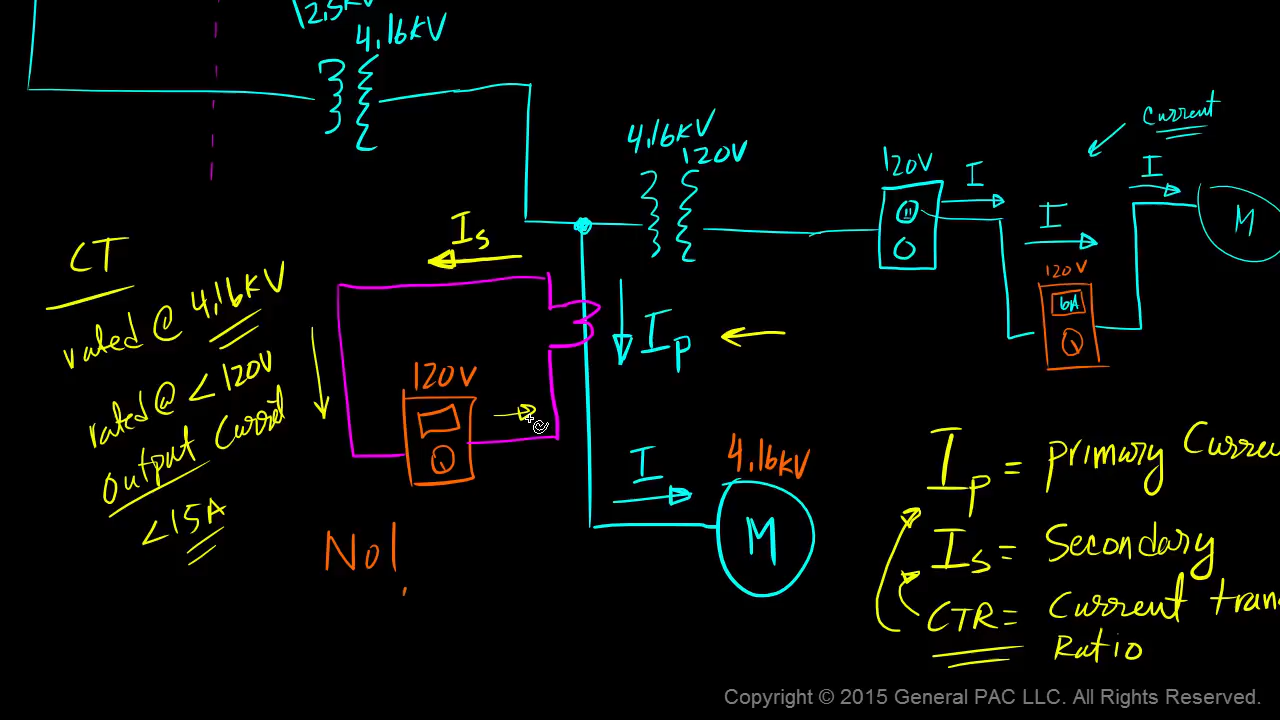 12.5kV
4.16kV
4.16kV
120V
120V
I
Current
I
M
I
120V
6A
CT
rated @ 4.16kV
rated @ < 120V
Output Current
< 15A
Is
Ip
120V
No!
I
4.16kV
M
Ip = primary Curre
Is = Secondary
CTR = Current tran
Ratio
Copyright © 2015 General PAC LLC. All Rights Reserved.